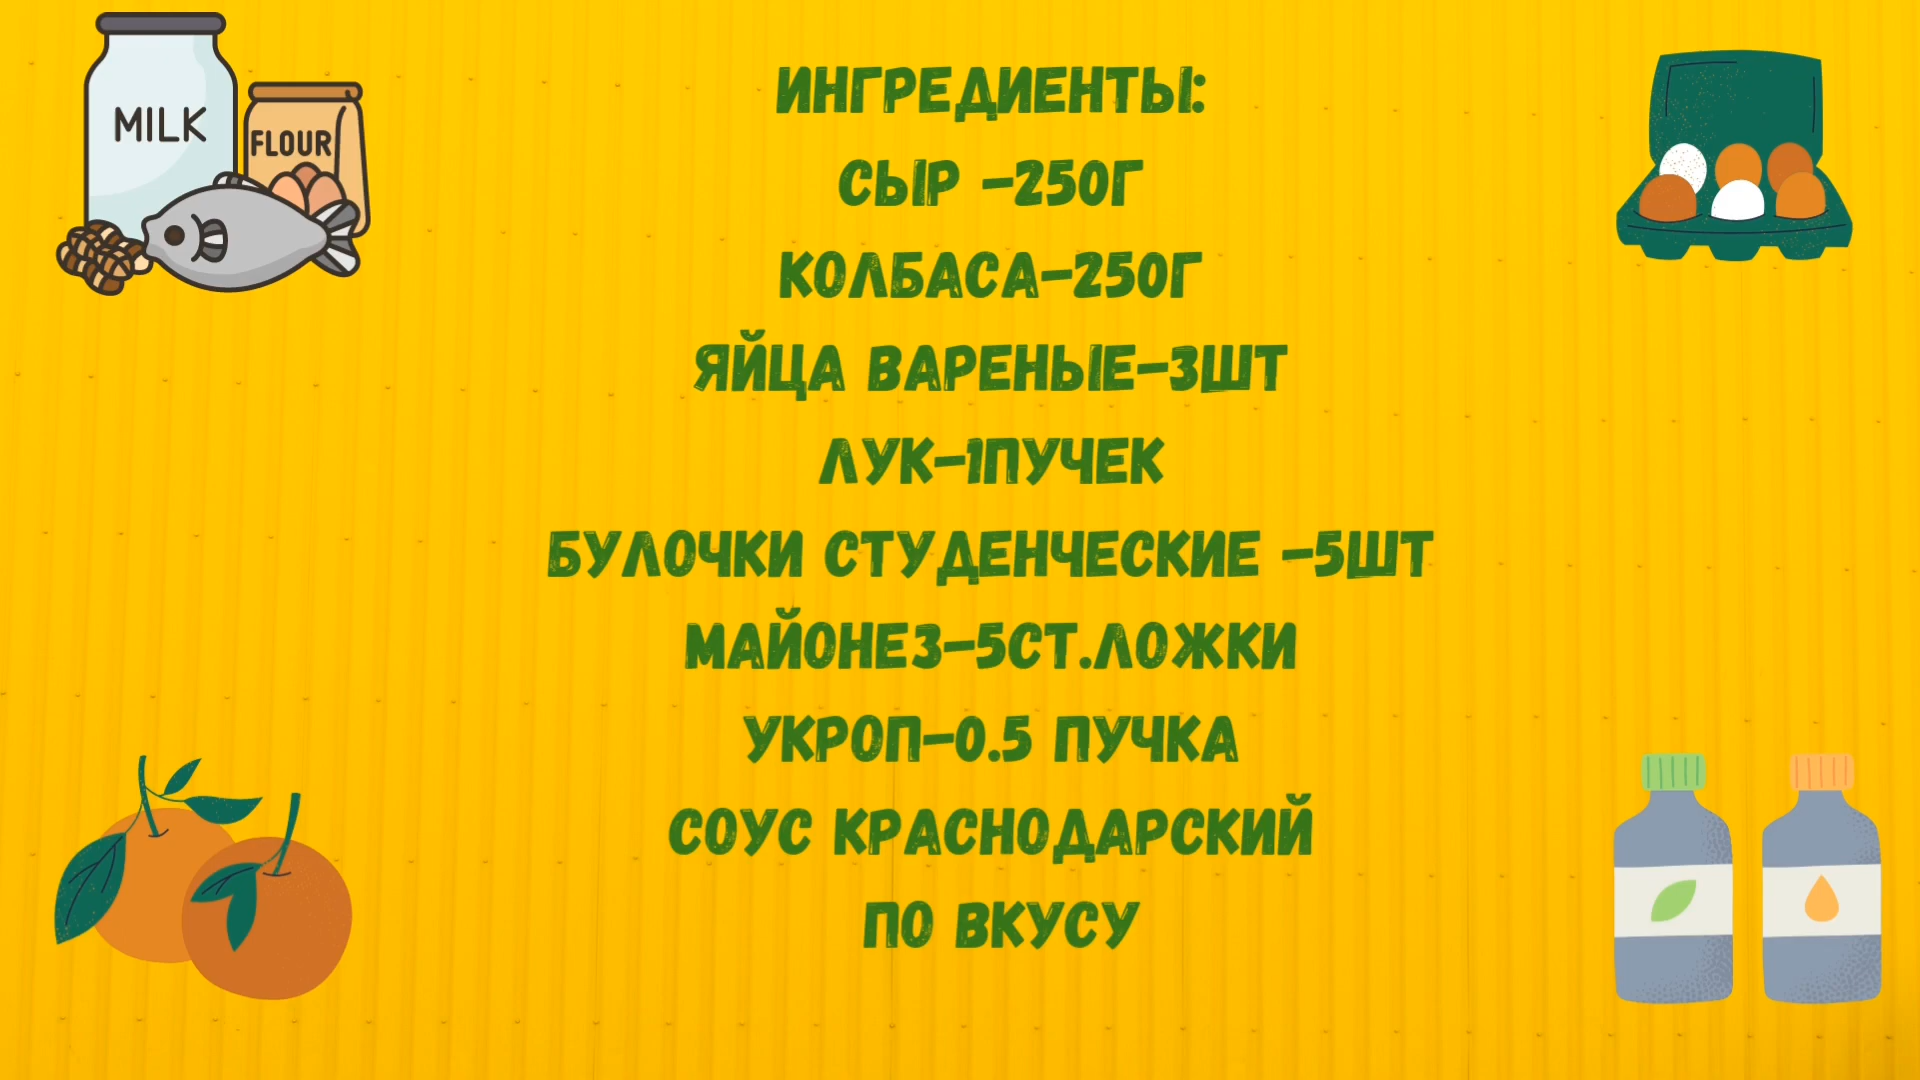 MILK
FLOUR
ИНГРЕДИЕНТЫ:
СЫР -250Г
КОЛБАСА-250Г
ЯЙЦА ВАРЕНЫЕ-3ШТ
ЛУК-1ПУЧЕК
БУЛОЧКИ СТУДЕНЧЕСКИЕ -5ШТ
МАЙОНЕЗ-5СТ.ЛОЖКИ
УКРОП-0.5 ПУЧКА
СОУС КРАСНОДАРСКИЙ
ПО ВКУСУ